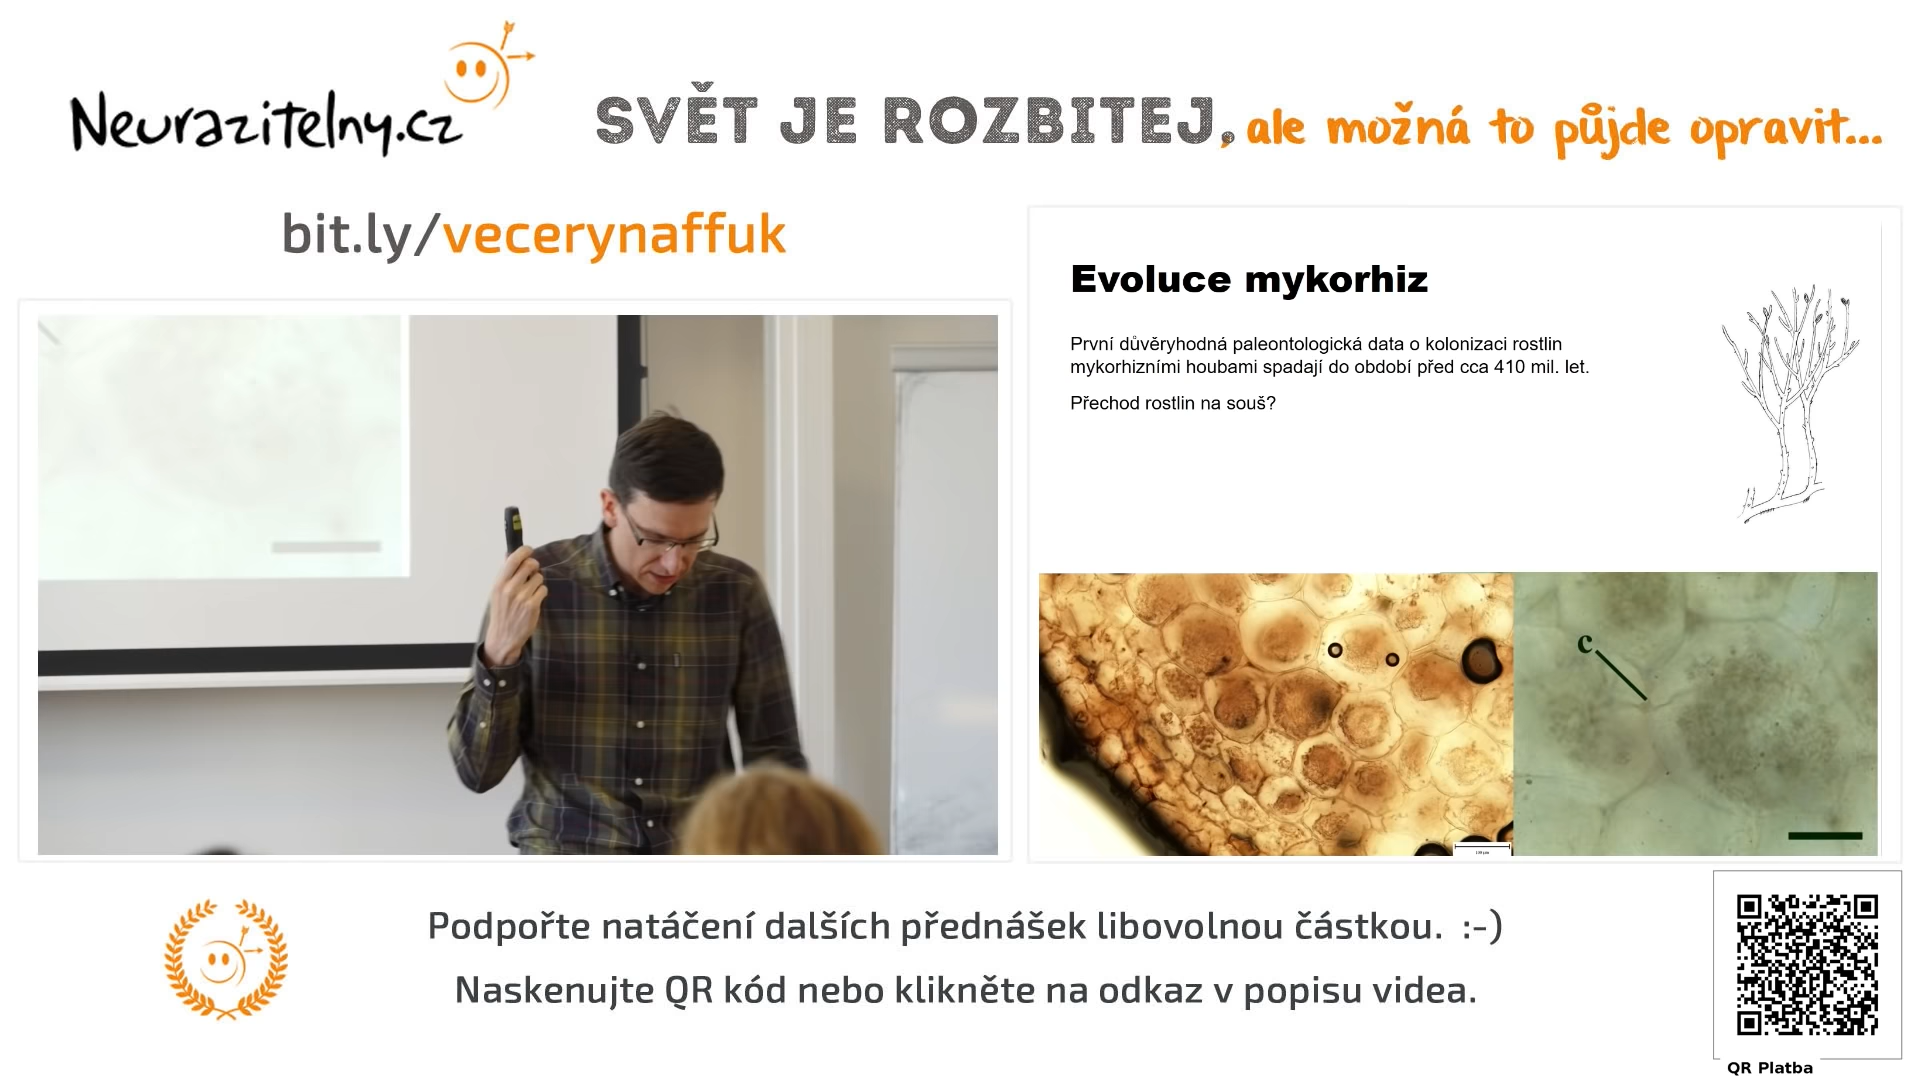 Neurazitelny.cz
SVĚT JE ROZBITEJ, ale možná to půjde opravit...
bit.ly/vecerynaffuk
Evoluce mykorhiz
První důvěryhodná paleontologická data o kolonizaci rostlin
mykorhizními houbami spadají do období před cca 410 mil. let.
Přechod rostlin na souš?
c
Podpořte natáčení dalších přednášek libovolnou částkou. :-)
Naskenujte QR kód nebo klikněte na odkaz v popisu videa.
QR Platba